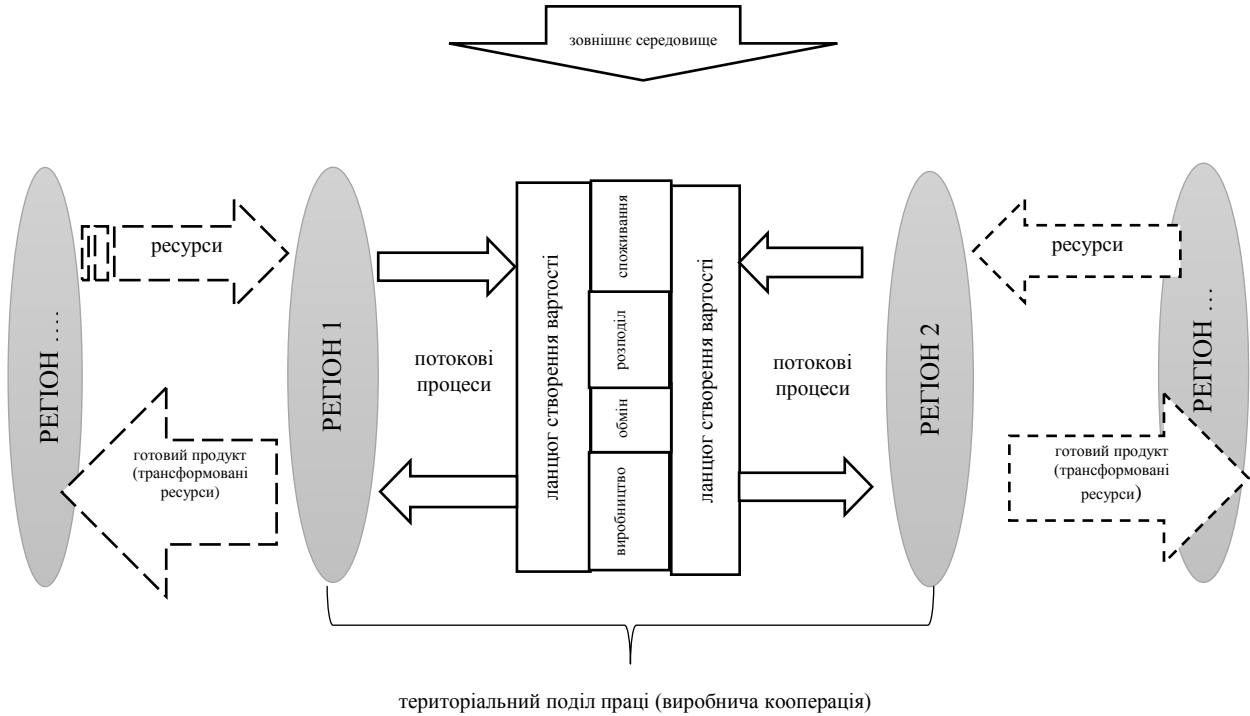 зовнішнє середовище
РЕГІОН ….
ресурси
готовий продукт
(трансформовані
ресурси)
РЕГІОН 1
потокові
процеси
ланцюг створення вартості
споживання
розподіл
обмін
виробництво
ланцюг створення вартості
потокові
процеси
РЕГІОН 2
ресурси
готовий продукт
(трансформовані
ресурси)
РЕГІОН …
територіальний поділ праці (виробнича кооперація)